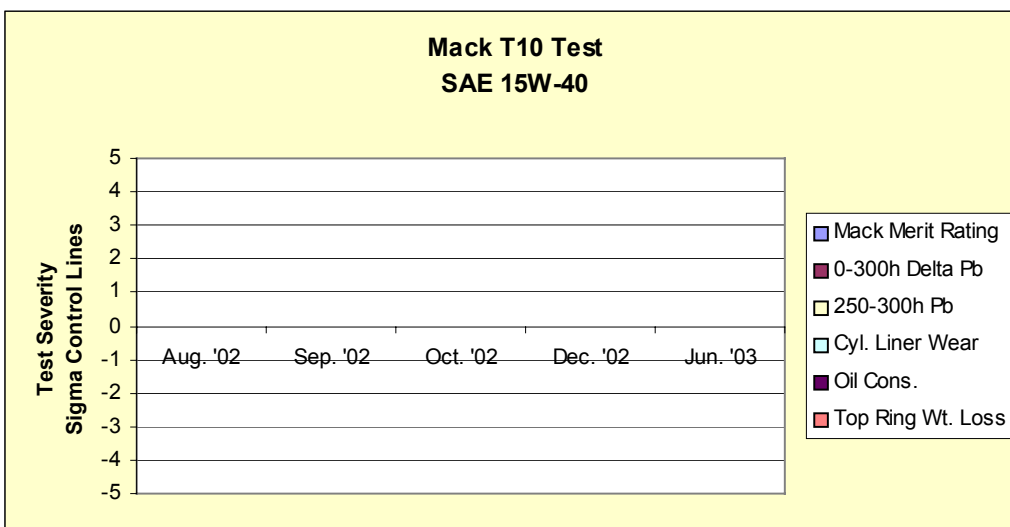 Mack T10 Test
SAE 15W-40
Test Severity
Sigma Control Lines
5
4
3
2
1
0
-1
-2
-3
-4
-5
Aug. '02 Sep. '02 Oct. '02 Dec. '02 Jun. '03
Mack Merit Rating
0-300h Delta Pb
250-300h Pb
Cyl. Liner Wear
Oil Cons.
Top Ring Wt. Loss